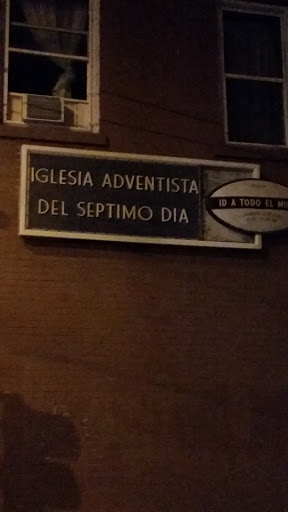 IGLESIA ADVENTISTA
DEL SEPTIMO DIA
ID A TODO EL MU